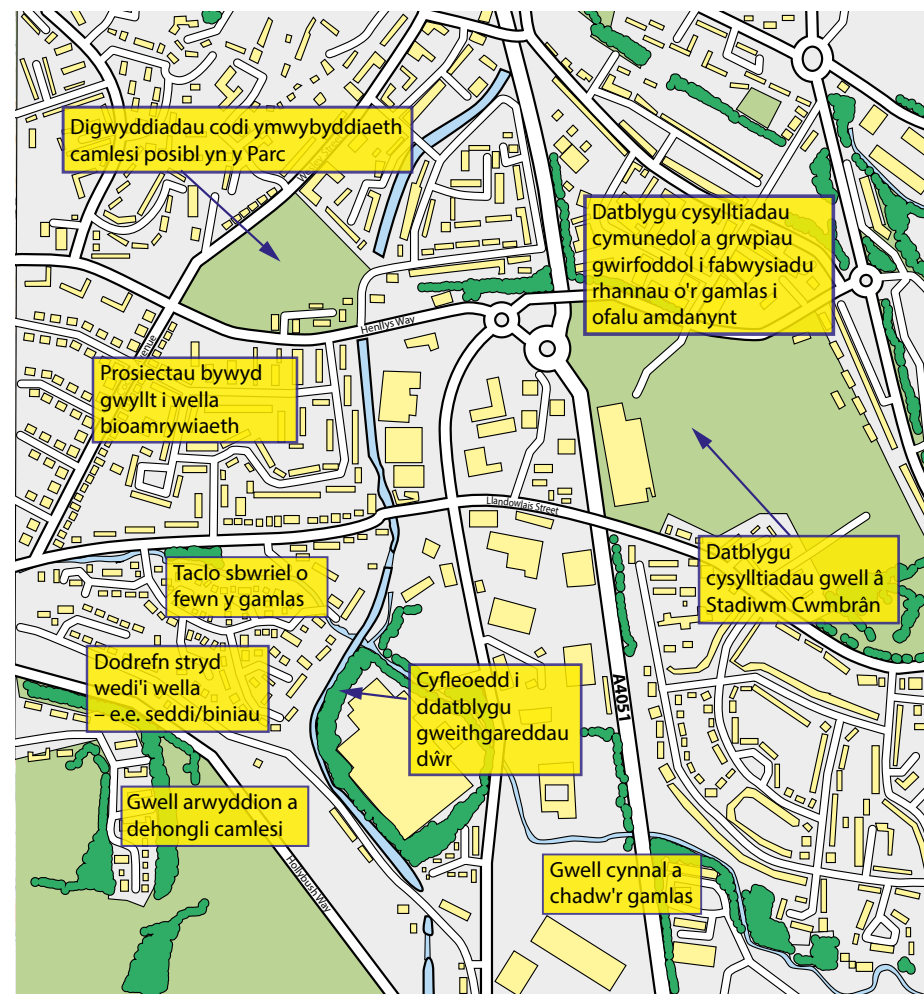 Digwyddiadau codi ymwybyddiaeth
camlesi posibl yn y Parc
Datblygu cysylltiadau
cymunedol a grwpiau
gwirfoddol i fabwysiadu
rhannau o'r gamlas i
ofalu amdanynt
Henllys Way
Prosiectau bywyd
gwyllt i wella
bioamrywiaeth
Llandowlais Street
Datblygu
cysylltiadau gwell â
Stadiwm Cwmbrân
Taclo sbwriel o
fewn y gamlas
Dodrefn stryd
wedi'i wella
– e.e. seddi/biniau
Cyfleoedd i
ddatblygu
gweithgareddau
dŵr
A4051
Gwell arwyddion a
dehongli camlesi
Hollybush Way
Gwell cynnal a
chadw'r gamlas